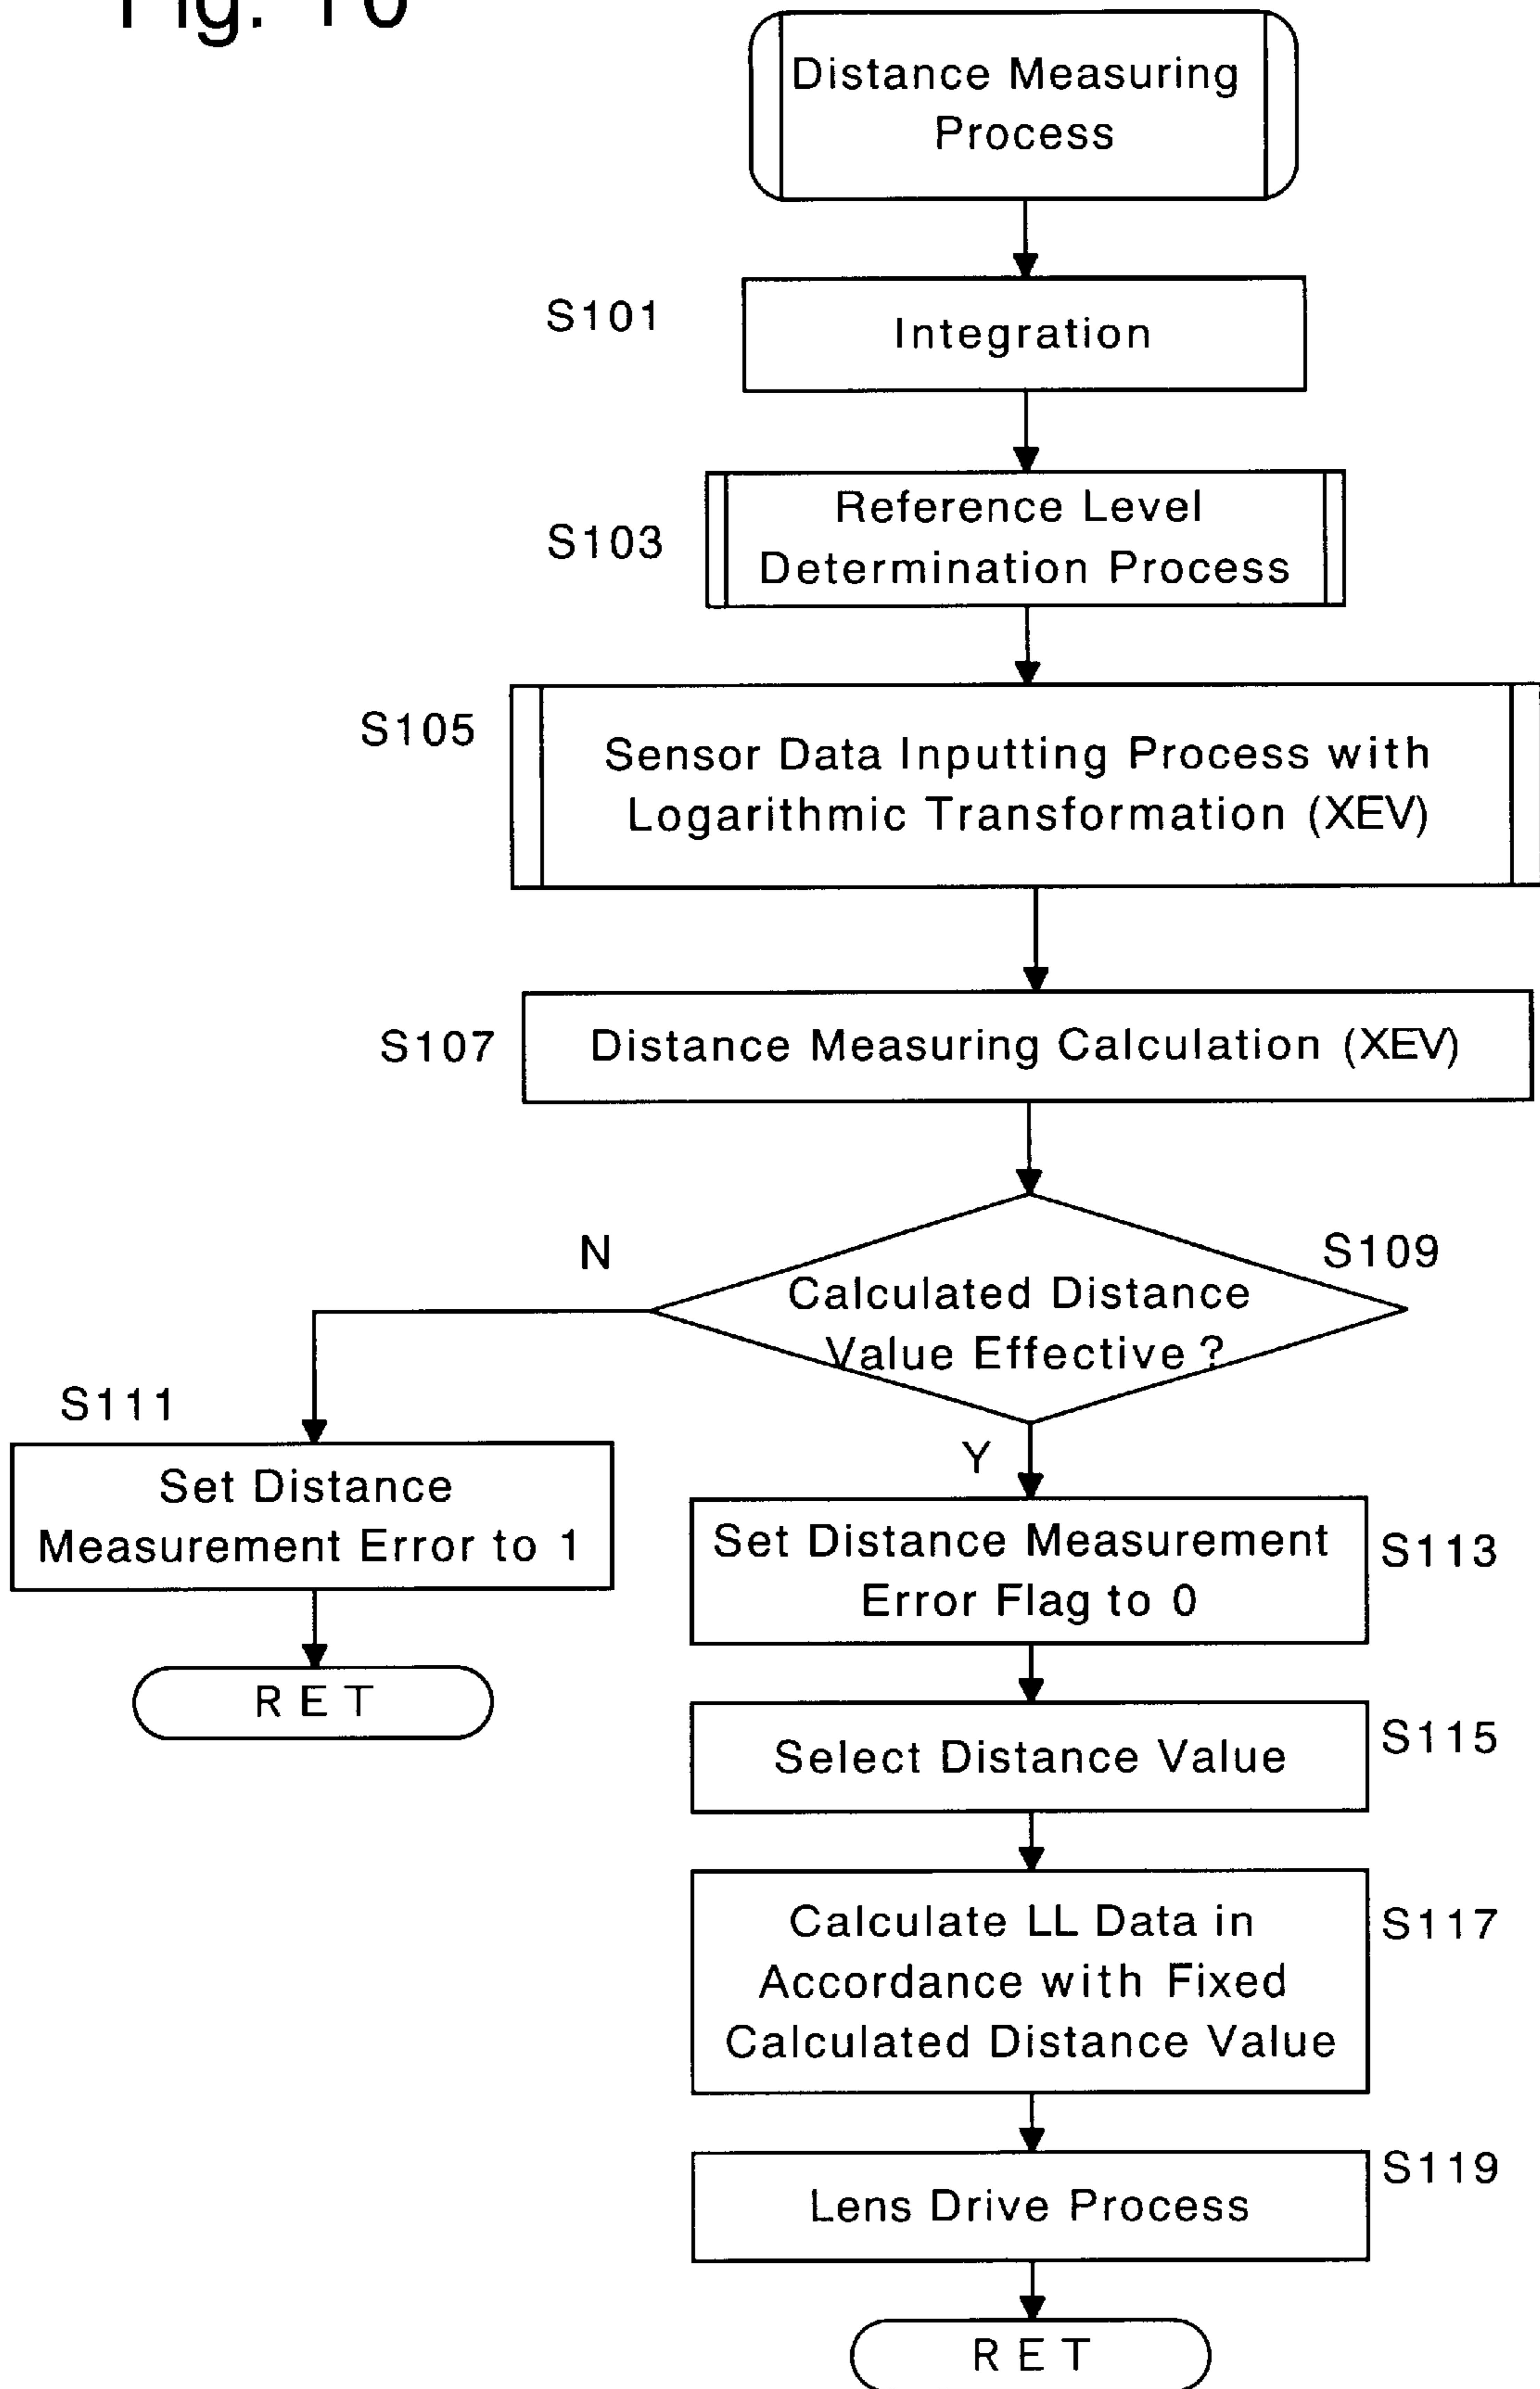 Fig. 10
Distance Measuring
Process
S101
Integration
S103
Reference Level
Determination Process
S105
Sensor Data Inputting Process with
Logarithmic Transformation (XEV)
S107
Distance Measuring Calculation (XEV)
N
S109
Calculated Distance
Value Effective ?
S111
Set Distance
Measurement Error to 1
RET
Y
Set Distance Measurement
Error Flag to 0
S113
Select Distance Value
S115
Calculate LL Data in
Accordance with Fixed
Calculated Distance Value
S117
Lens Drive Process
S119
RET